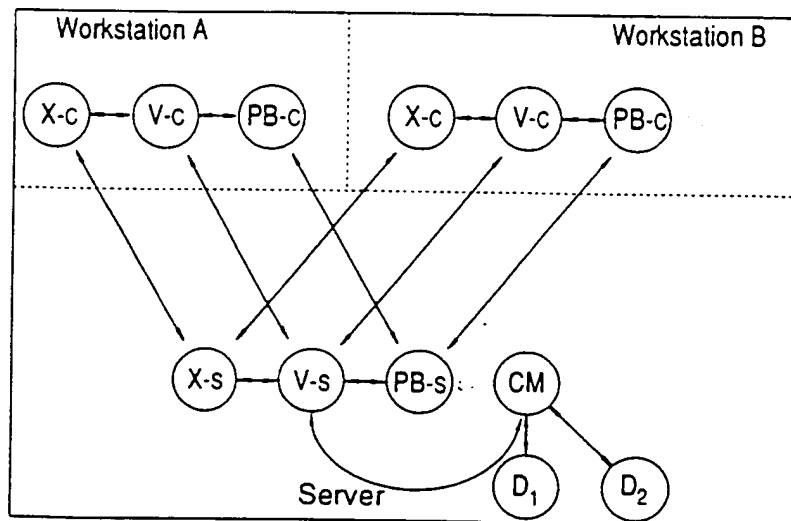 Workstation A
Workstation B
X-c
V-c
PB-c
X-c
V-c
PB-c
X-s
V-s
PB-s
CM
Server
D₁
D₂